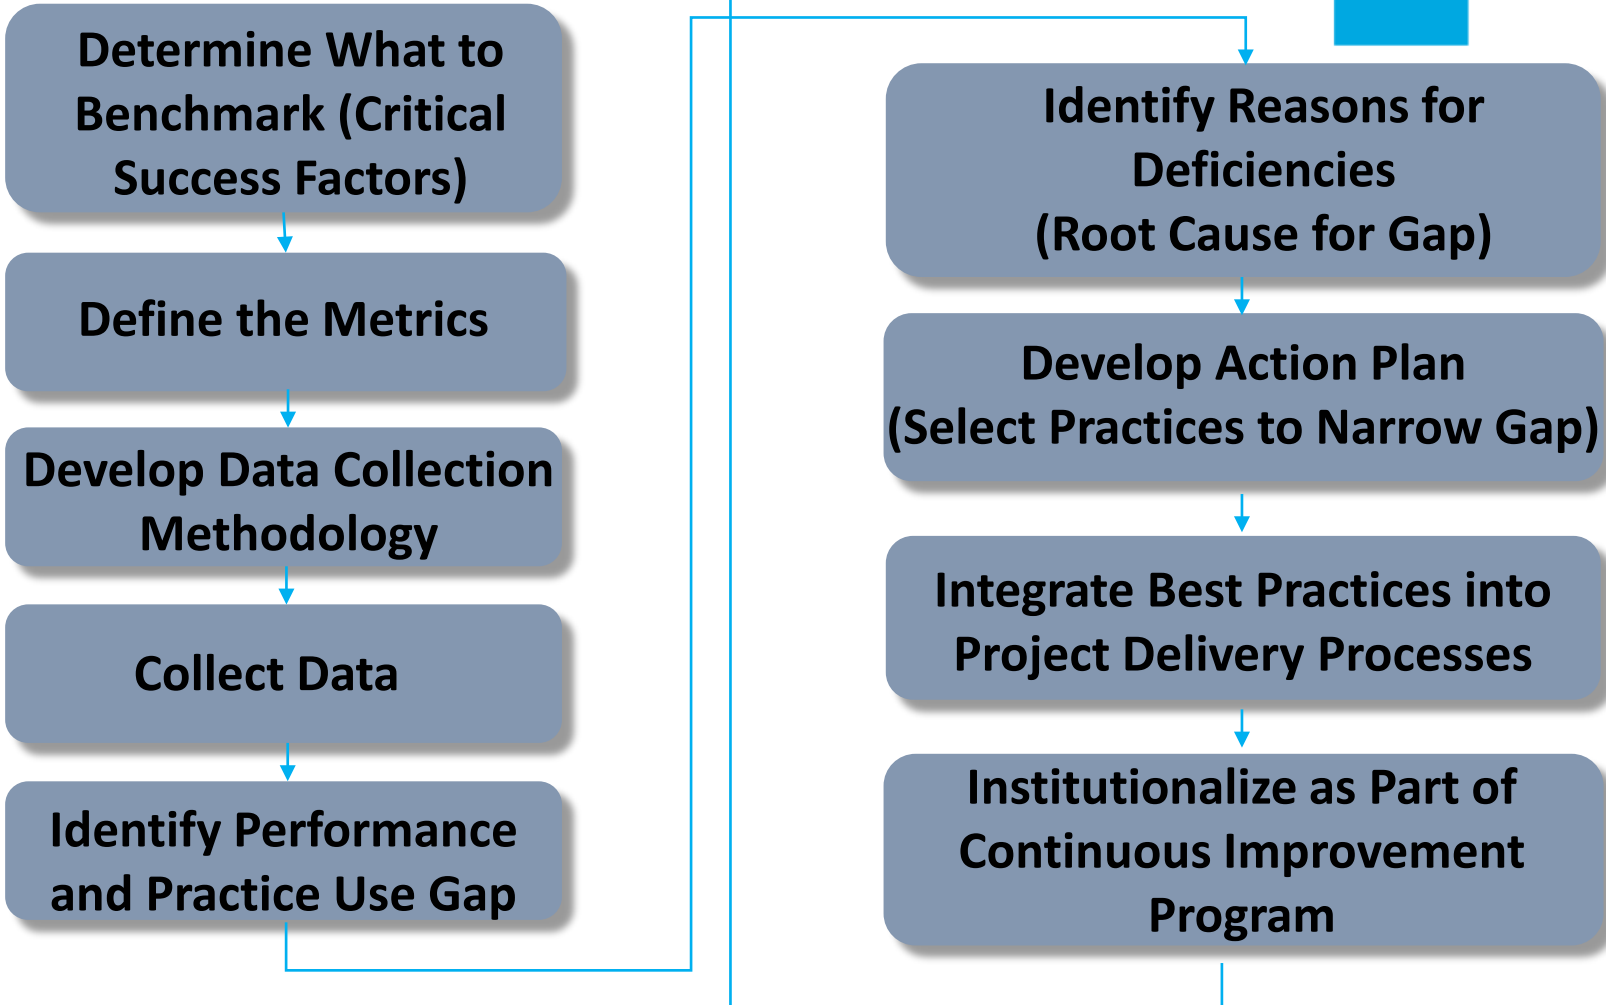 Determine What to
Benchmark (Critical
Success Factors)
Define the Metrics
Develop Data Collection
Methodology
Collect Data
Identify Performance
and Practice Use Gap
Identify Reasons for
Deficiencies
(Root Cause for Gap)
Develop Action Plan
(Select Practices to Narrow Gap)
Integrate Best Practices into
Project Delivery Processes
Institutionalize as Part of
Continuous Improvement
Program